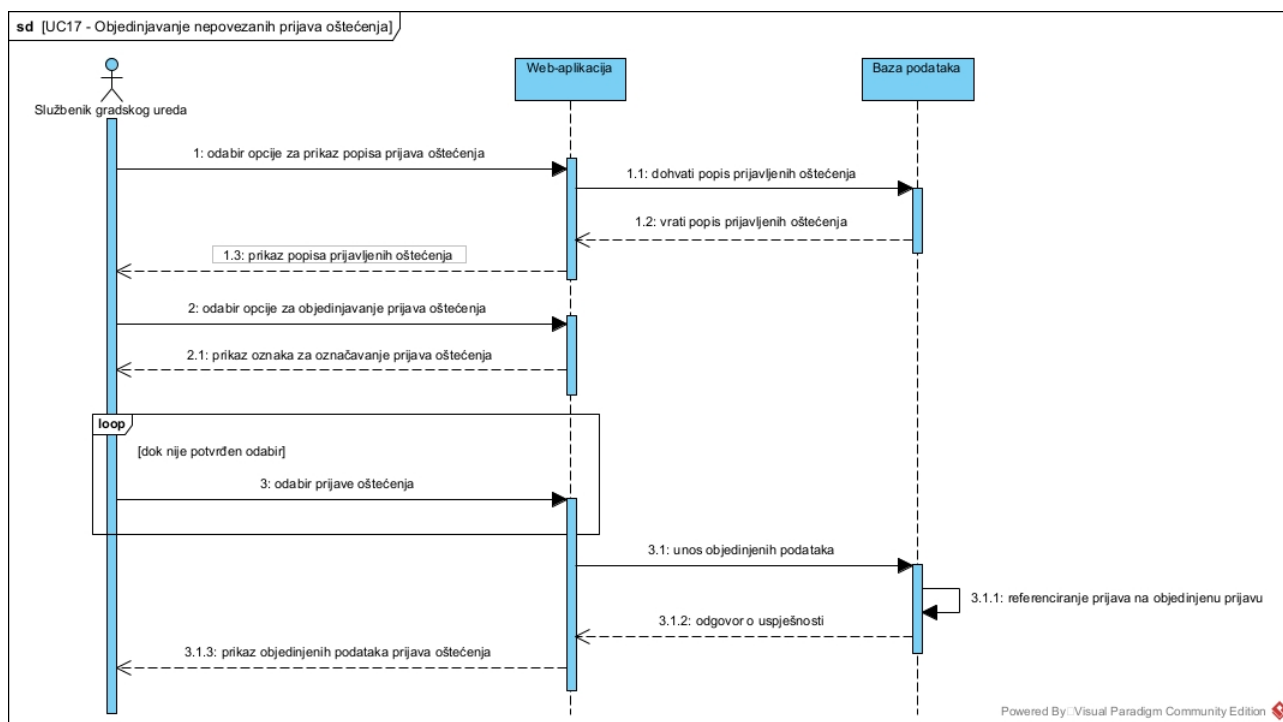 sd [UC17 - Objedinjavanje nepovezanih prijava oštećenja]
Službenik gradskog ureda
Web-aplikacija
Baza podataka
1: odabir opcije za prikaz popisa prijava oštećenja
1.1: dohvati popis prijavljenih oštećenja
1.2: vrati popis prijavljenih oštećenja
1.3: prikaz popisa prijavljenih oštećenja
2: odabir opcije za objedinjavanje prijava oštećenja
2.1: prikaz oznaka za označavanje prijava oštećenja
loop
[dok nije potvrđen odabir]
3: odabir prijave oštećenja
3.1: unos objedinjenih podataka
3.1.1: referenciranje prijava na objedinjenu prijavu
3.1.2: odgovor o uspješnosti
3.1.3: prikaz objedinjenih podataka prijava oštećenja
Powered By Visual Paradigm Community Edition